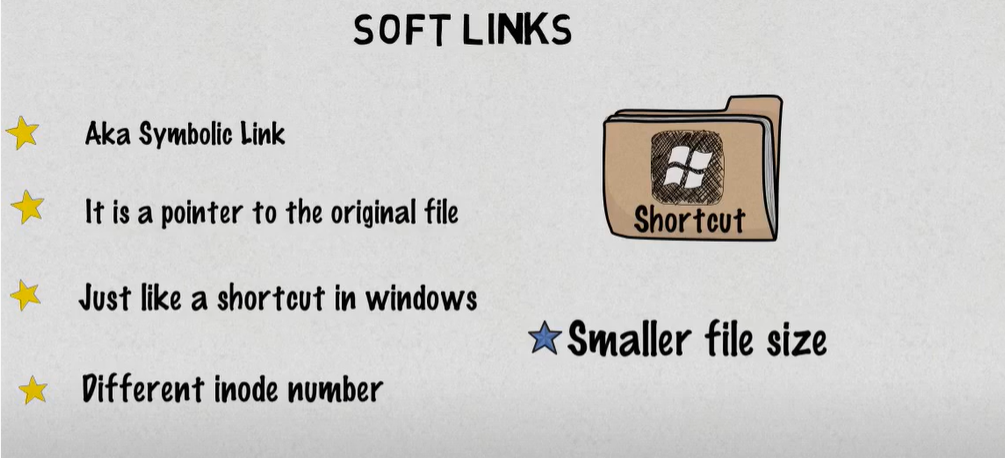 SOFT LINKS
Aka Symbolic Link
It is a pointer to the original file
Just like a shortcut in windows
Different inode number
Shortcut
Smaller file size